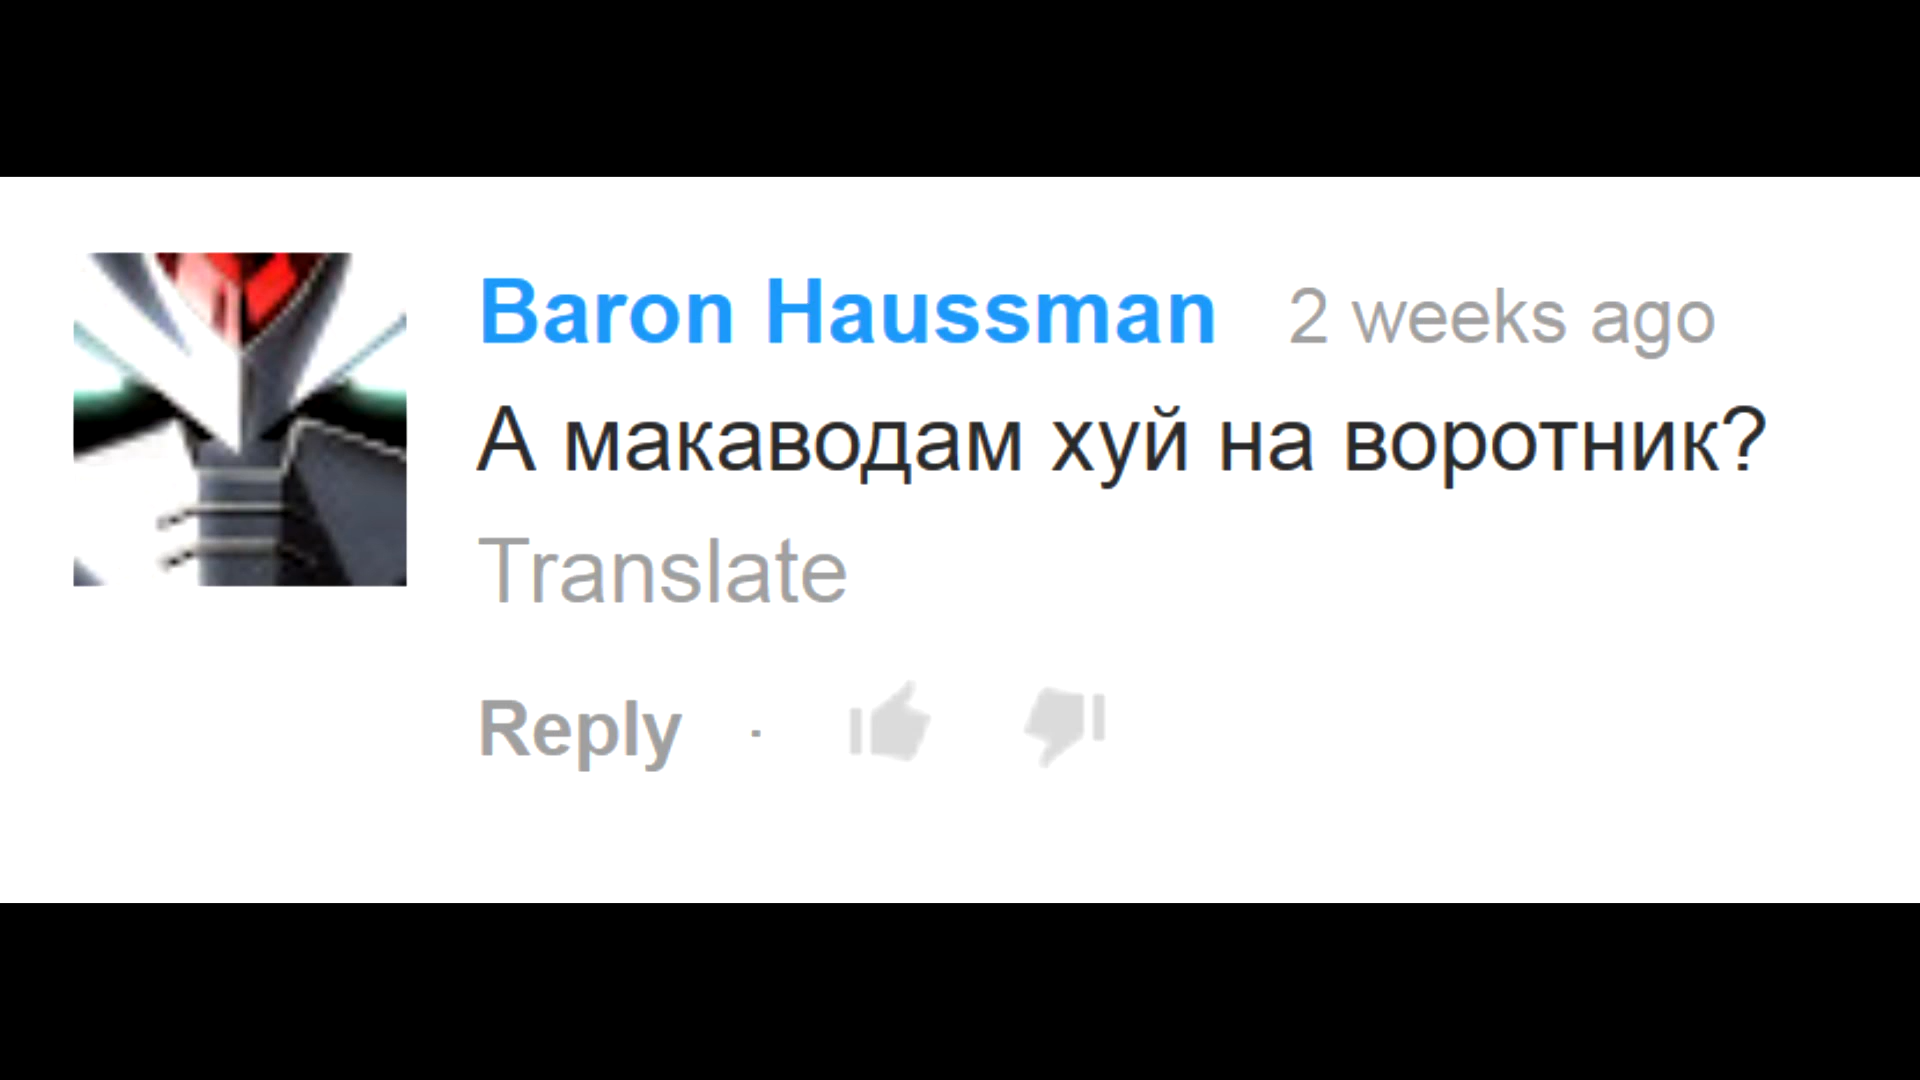 Baron Haussman 2 weeks ago
А макаводам хуй на воротник?
Translate
Reply ·